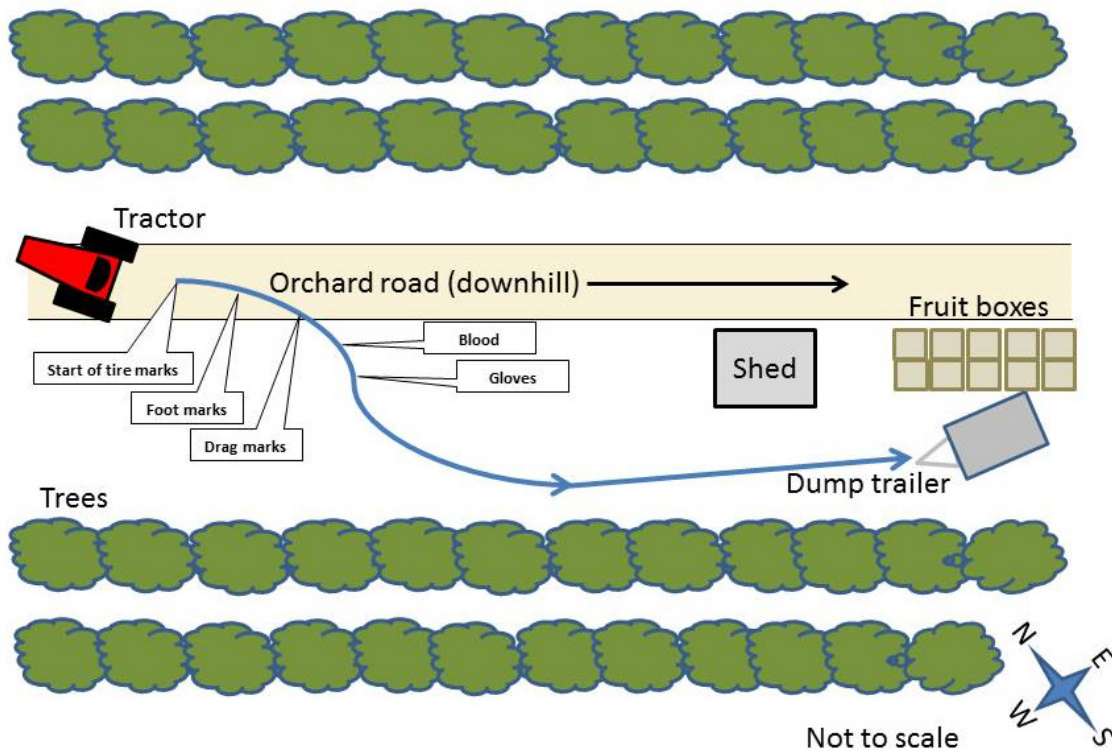 Tractor
Orchard road (downhill)
Fruit boxes
Start of tire marks
Foot marks
Drag marks
Blood
Gloves
Shed
Dump trailer
Trees
N
E
W
S
Not to scale